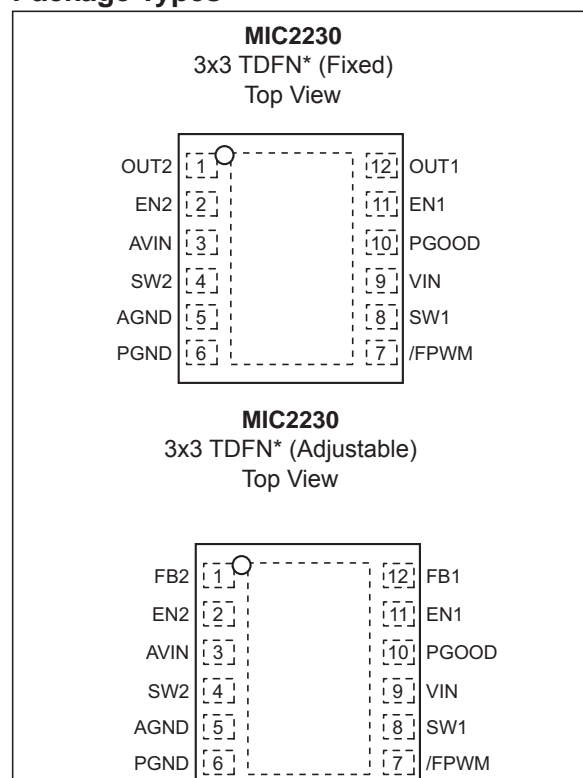 MIC2230
3x3 TDFN* (Fixed)
Top View
OUT2 1 12 OUT1
EN2 2 11 EN1
AVIN 3 10 PGOOD
SW2 4 9 VIN
AGND 5 8 SW1
PGND 6 7 /FPWM
MIC2230
3x3 TDFN* (Adjustable)
Top View
FB2 1 12 FB1
EN2 2 11 EN1
AVIN 3 10 PGOOD
SW2 4 9 VIN
AGND 5 8 SW1
PGND 6 7 /FPWM